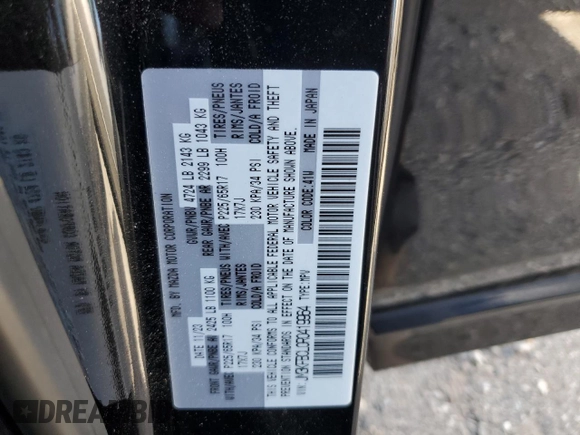 MFD. BY MAZDA MOTOR CORPORATION
DATE 11/23 GVWR/PNBV 4724 LB 2143 KG
FRONT GAWR/PNBE AV 2425 LB 1100 KG REAR GAWR/PNBE AR 2299 LB 1043 KG
WITH/AVEC P225/65R17 100H TIRES/PNEUS WITH/AVEC P225/65R17 100H TIRES/PNEUS
17X7J RIMS/JANTES 17X7J RIMS/JANTES
230 KPA/34 PSI COLD/A FROID 230 KPA/34 PSI COLD/A FROID
THIS VEHICLE CONFORMS TO ALL APPLICABLE FEDERAL MOTOR VEHICLE SAFETY AND THEFT
PREVENTION STANDARDS IN EFFECT ON THE DATE OF MANUFACTURE SHOWN ABOVE.
VIN: TYPE:MPV COLOR CODE:41W
MADE IN JAPAN
DREAMBID